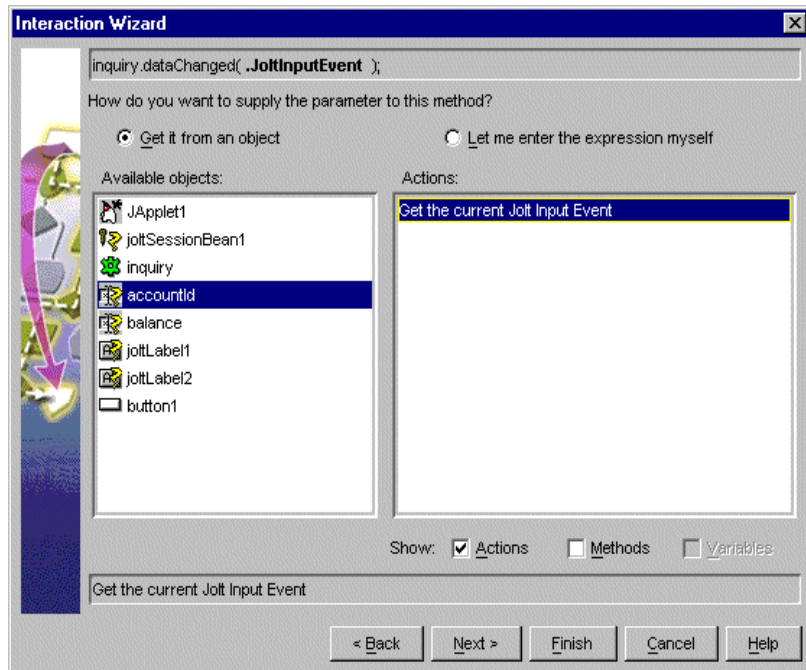 Interaction Wizard
inquiry.dataChanged( .JoltInputEvent );
How do you want to supply the parameter to this method?
Get it from an object
Let me enter the expression myself
Available objects:
Actions:
JApplet1
Get the current Jolt Input Event
joltSessionBean1
inquiry
accountId
balance
joltLabel1
joltLabel2
button1
Show: Actions Methods Variables
Get the current Jolt Input Event
< Back Next > Finish Cancel Help